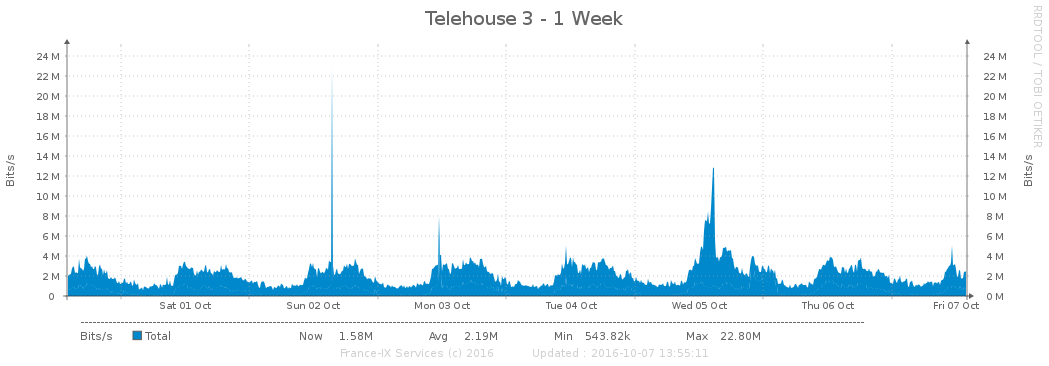 Telehouse 3 - 1 Week
RRDTOOL / TOBI OETIKER
Bits/s
Bits/s
24 M 24 M
22 M 22 M
20 M 20 M
18 M 18 M
16 M 16 M
14 M 14 M
12 M 12 M
10 M 10 M
8 M 8 M
6 M 6 M
4 M 4 M
2 M 2 M
0 0 M
Sat 01 Oct Sun 02 Oct Mon 03 Oct Tue 04 Oct Wed 05 Oct Thu 06 Oct Fri 07 Oct
Bits/s Total Now 1.58M Avg 2.19M Min 543.82k Max 22.80M
France-IX Services (c) 2016 Updated : 2016-10-07 13:55:11